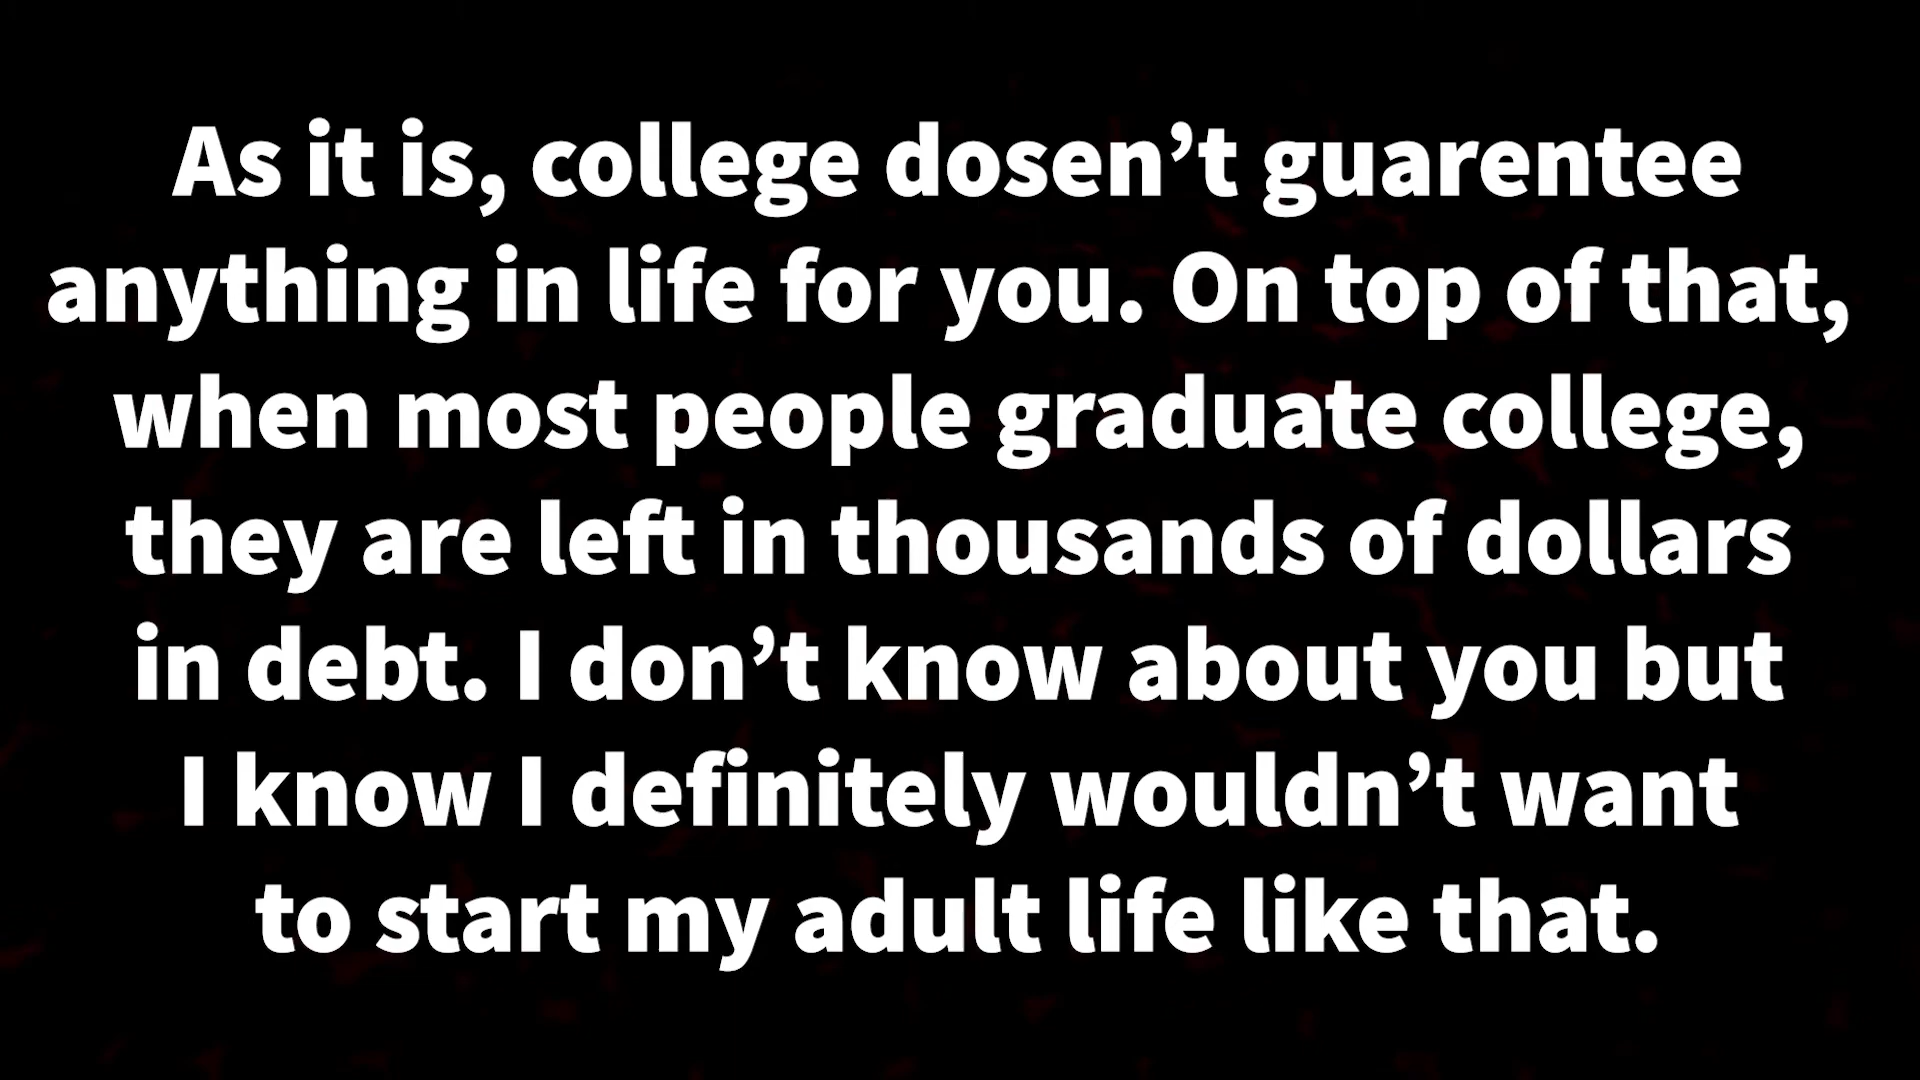 As it is, college dosen’t guarentee
anything in life for you. On top of that,
when most people graduate college,
they are left in thousands of dollars
in debt. I don’t know about you but
I know I definitely wouldn’t want
to start my adult life like that.